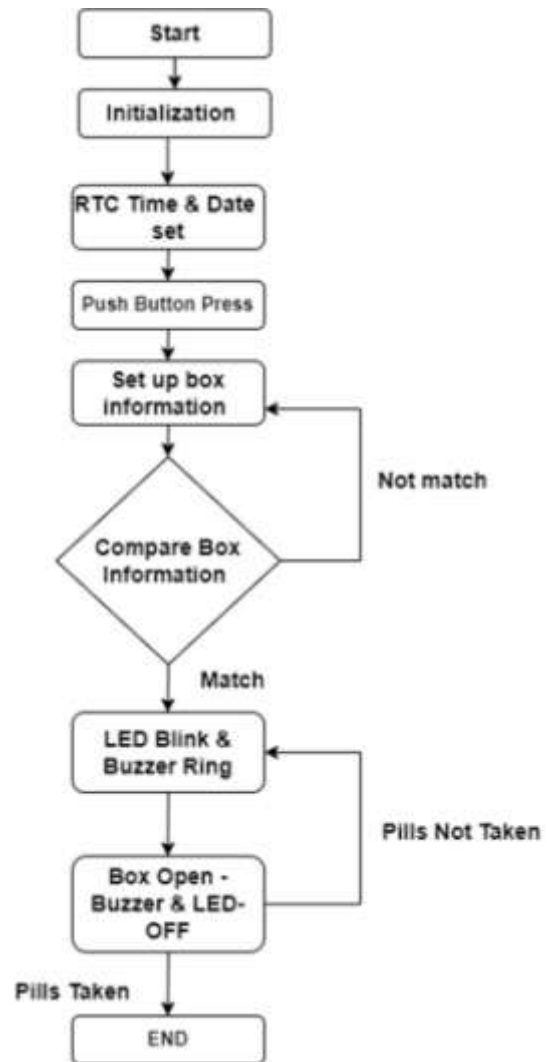 Start
Initialization
RTC Time & Date
set
Push Button Press
Set up box
information
Not match
Compare Box
Information
Match
LED Blink &
Buzzer Ring
Pills Not Taken
Box Open -
Buzzer & LED-
OFF
Pills Taken
END